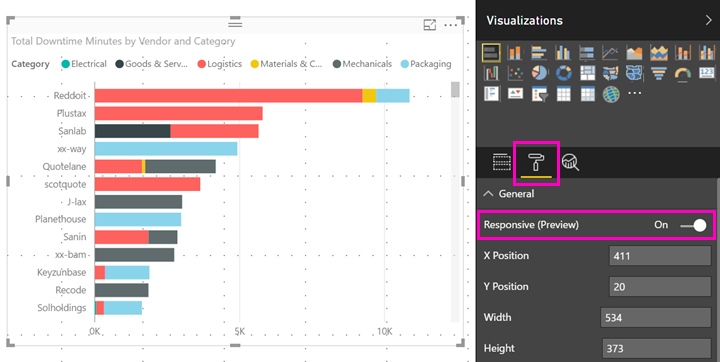 Total Downtime Minutes by Vendor and Category
Category Electrical Goods & Serv... Logistics Materials & C... Mechanicals Packaging
Reddoit
Plustax
Sanlab
xx-way
Quotelane
scotquote
J-lax
Planethouse
Sanin
xx-bam
Keyzunbase
Recode
Solholdings
0K 5K 10K
Visualizations
General
Responsive (Preview) On
X Position 411
Y Position 20
Width 534
Height 373